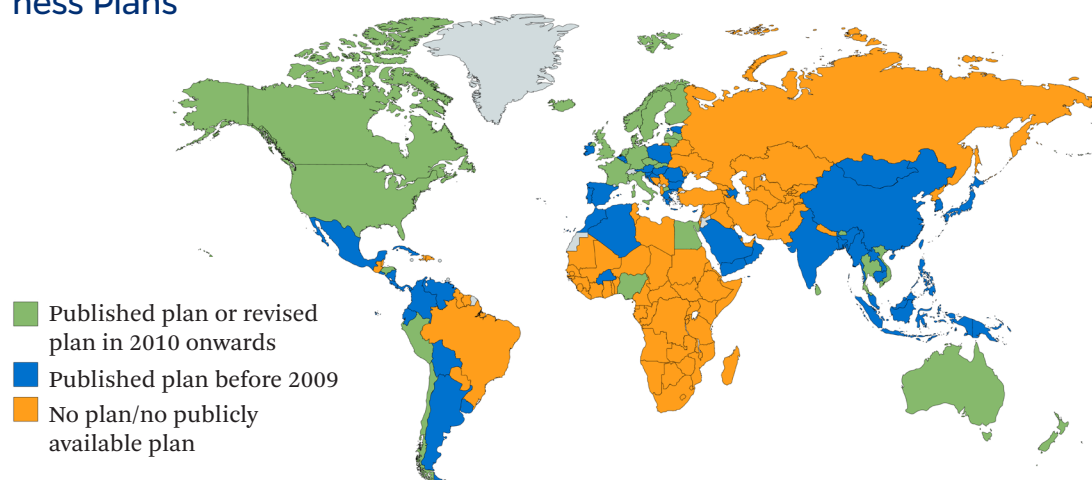 ness Plans
Published plan or revised
plan in 2010 onwards
Published plan before 2009
No plan/no publicly
available plan